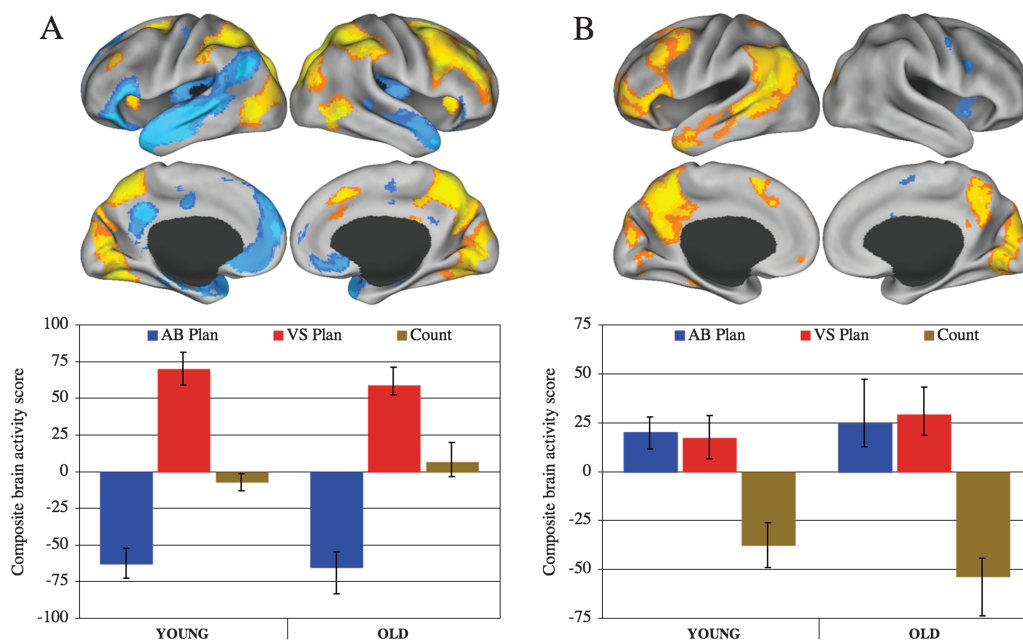 A
B
100
75
50
25
0
-25
-50
-75
-100
Composite brain activity score
AB Plan
VS Plan
Count
YOUNG
OLD
75
50
25
0
-25
-50
-75
Composite brain activity score
AB Plan
VS Plan
Count
YOUNG
OLD